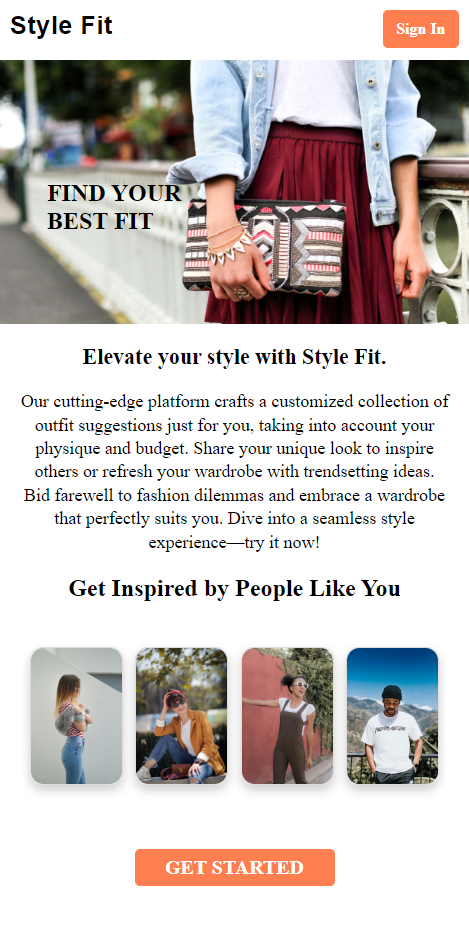 Style Fit
Sign In
FIND YOUR
BEST FIT
Elevate your style with Style Fit.
Our cutting-edge platform crafts a customized collection of
outfit suggestions just for you, taking into account your
physique and budget. Share your unique look to inspire
others or refresh your wardrobe with trendsetting ideas.
Bid farewell to fashion dilemmas and embrace a wardrobe
that perfectly suits you. Dive into a seamless style
experience—try it now!
Get Inspired by People Like You
GET STARTED